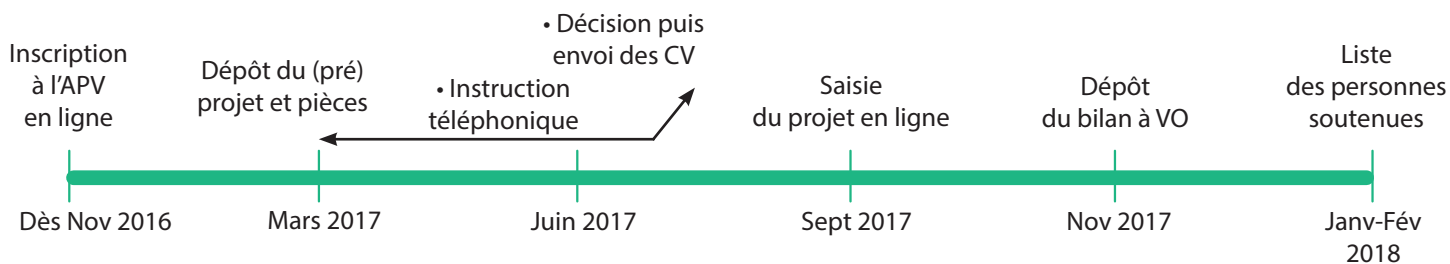 Inscription
à l’APV
en ligne
Dépôt du (pré)
projet et pièces
• Instruction
téléphonique
• Décision puis
envoi des CV
Saisie
du projet en ligne
Dépôt
du bilan à VO
Liste
des personnes
soutenues
Dès Nov 2016
Mars 2017
Juin 2017
Sept 2017
Nov 2017
Janv-Fév
2018